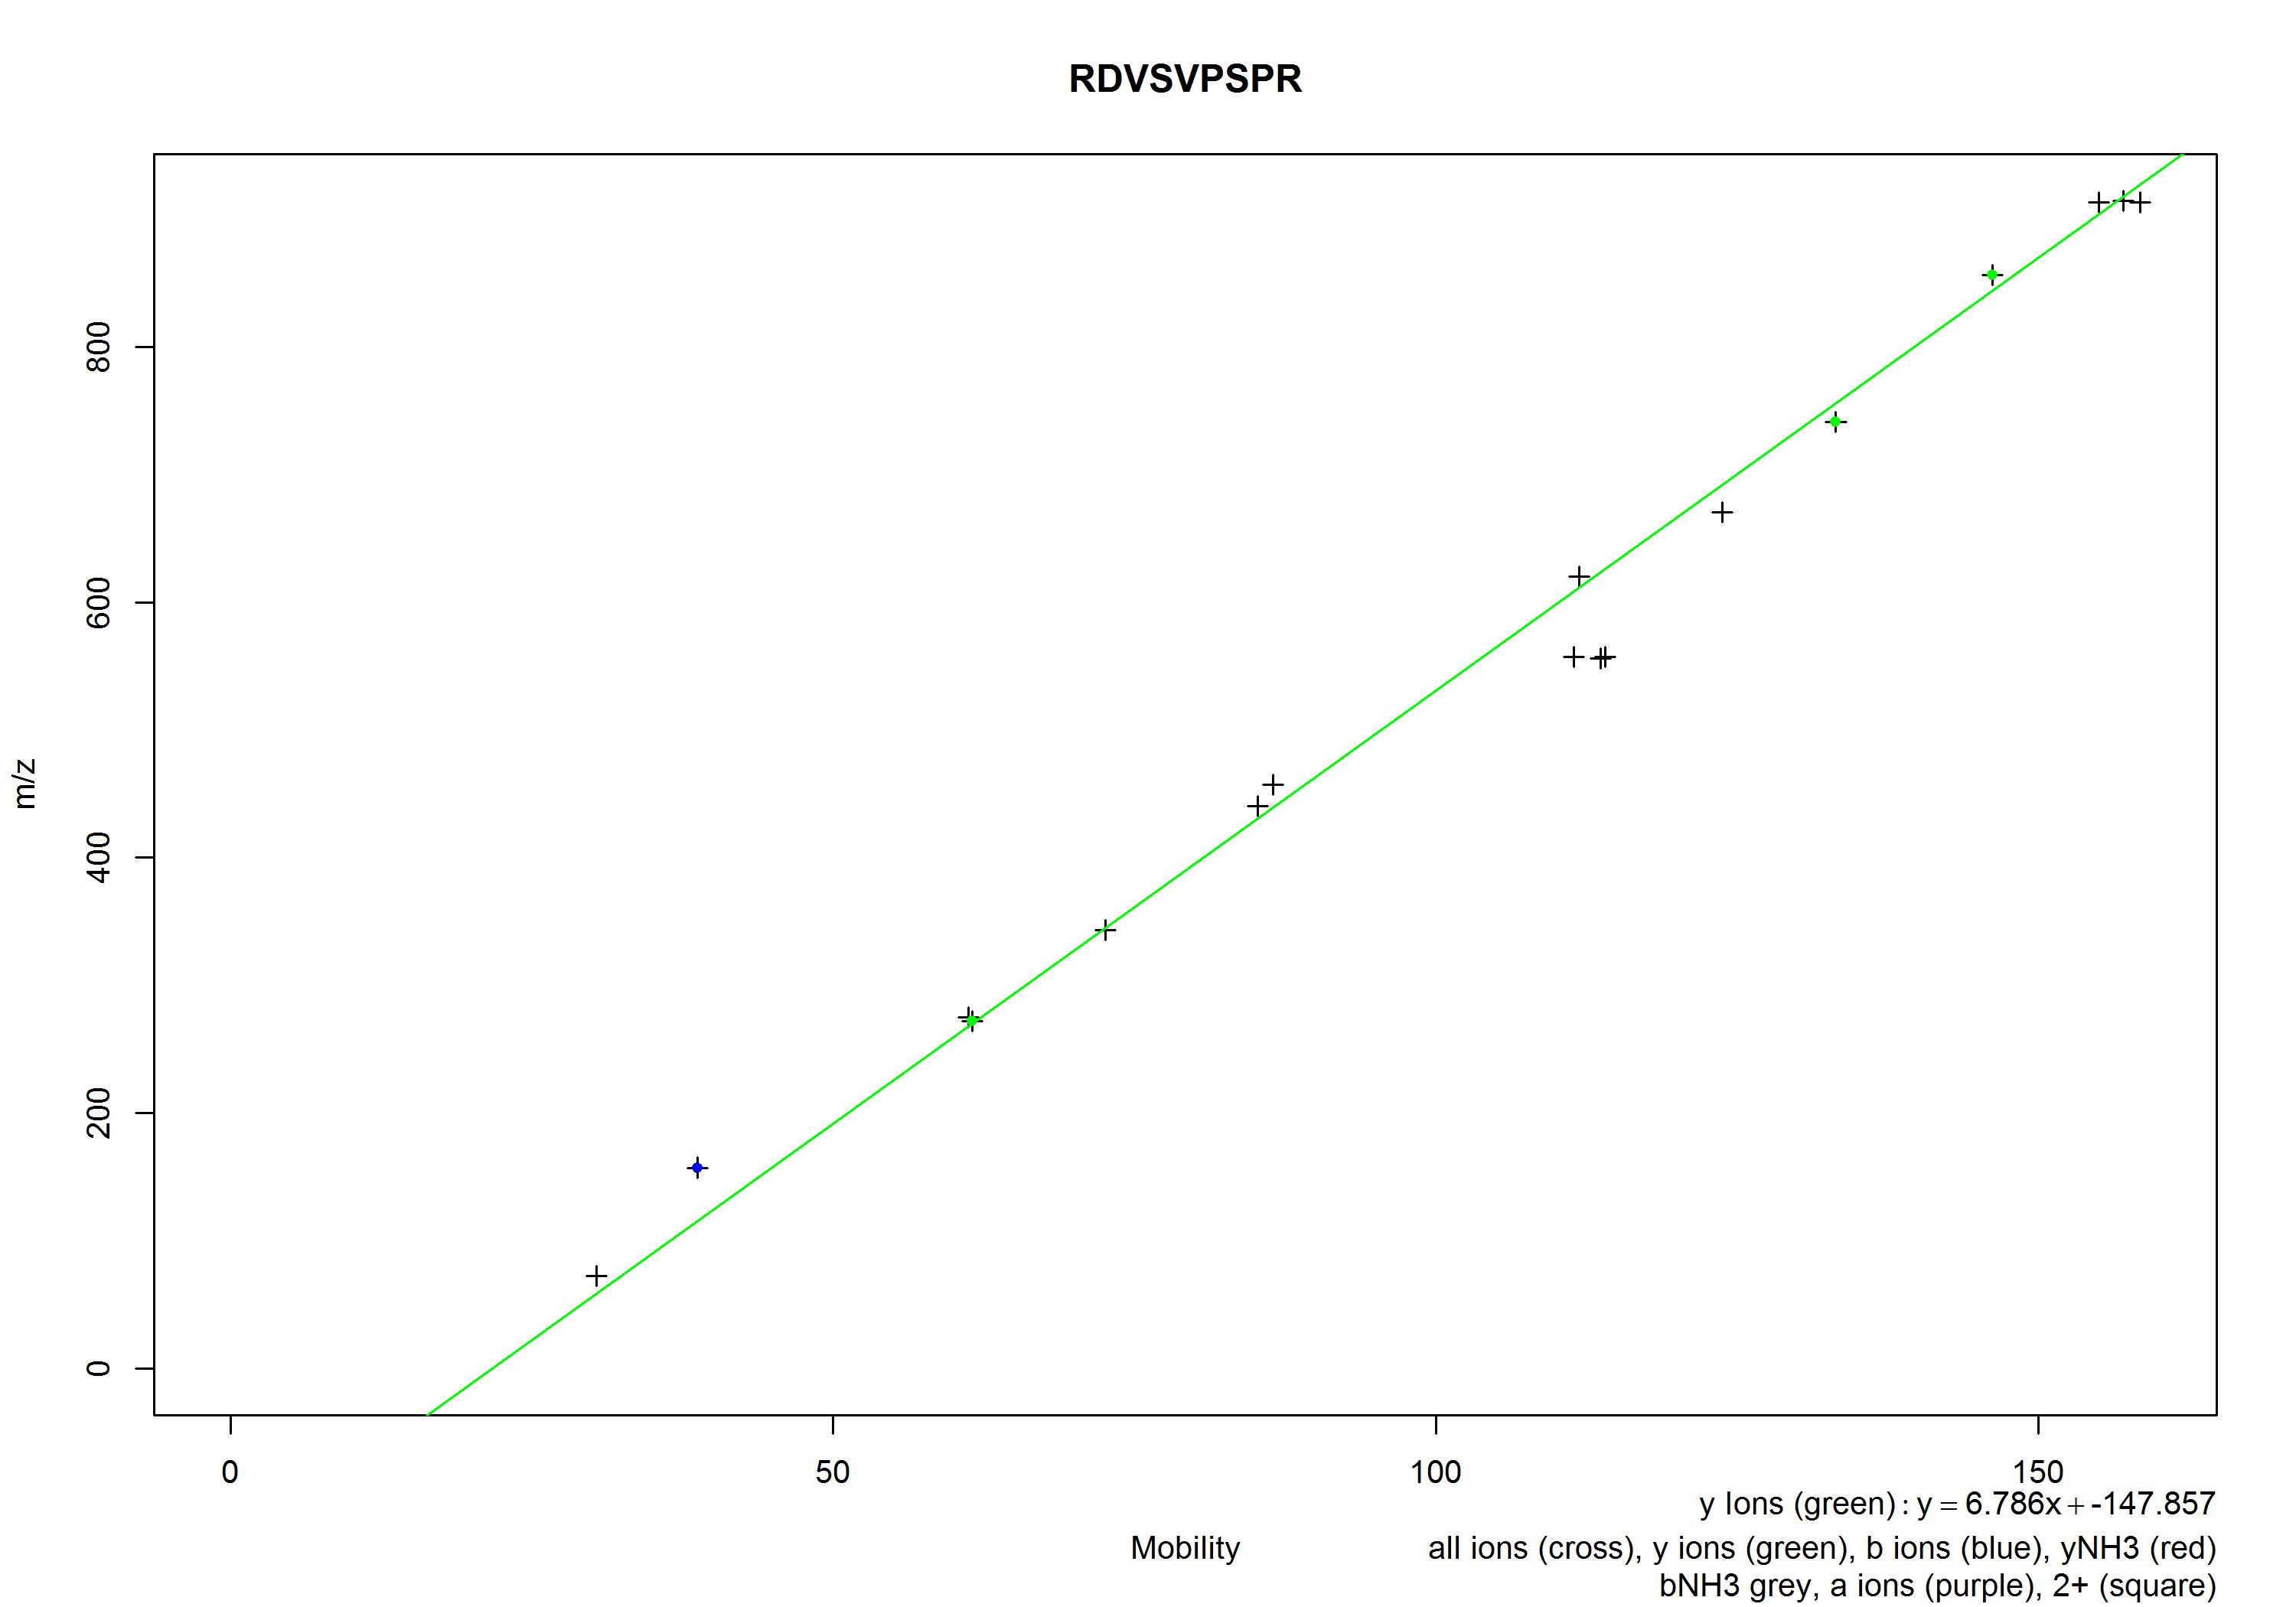 RDVSVPSPR
m/z
800
600
400
200
0
0 50 100 150
y Ions (green) : y = 6.786x + -147.857
Mobility all ions (cross), y ions (green), b ions (blue), yNH3 (red)
bNH3 grey, a ions (purple), 2+ (square)